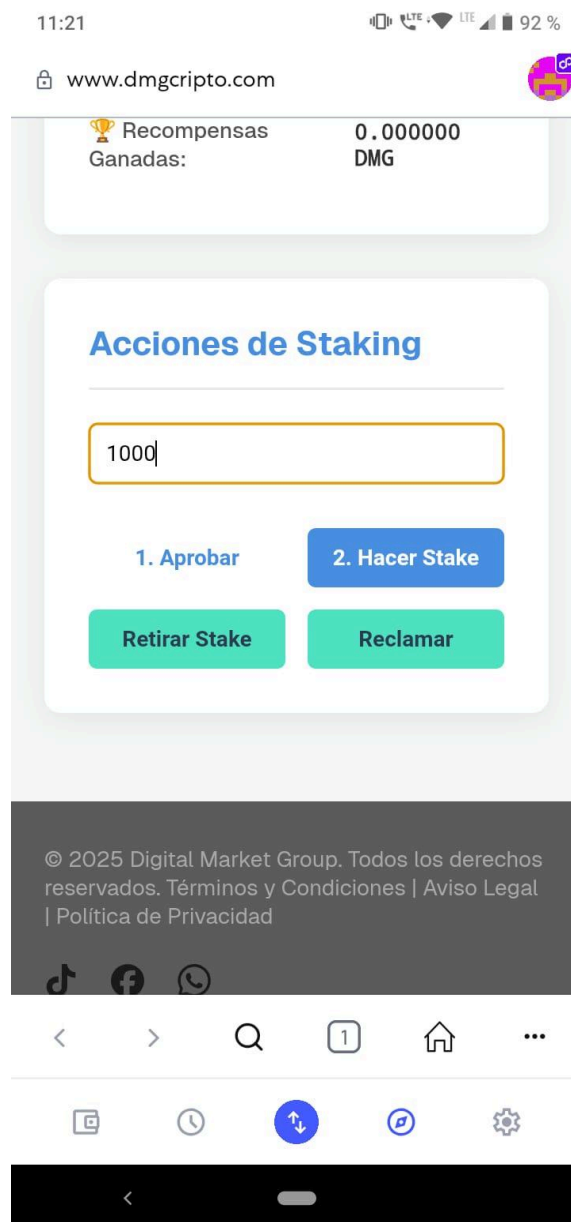 11:21
LTE
LTE
92 %
www.dmgcripto.com
🏆 Recompensas
Ganadas:
0.000000
DMG
Acciones de Staking
1000
1. Aprobar
2. Hacer Stake
Retirar Stake
Reclamar
© 2025 Digital Market Group. Todos los derechos
reservados. Términos y Condiciones | Aviso Legal
| Política de Privacidad
1